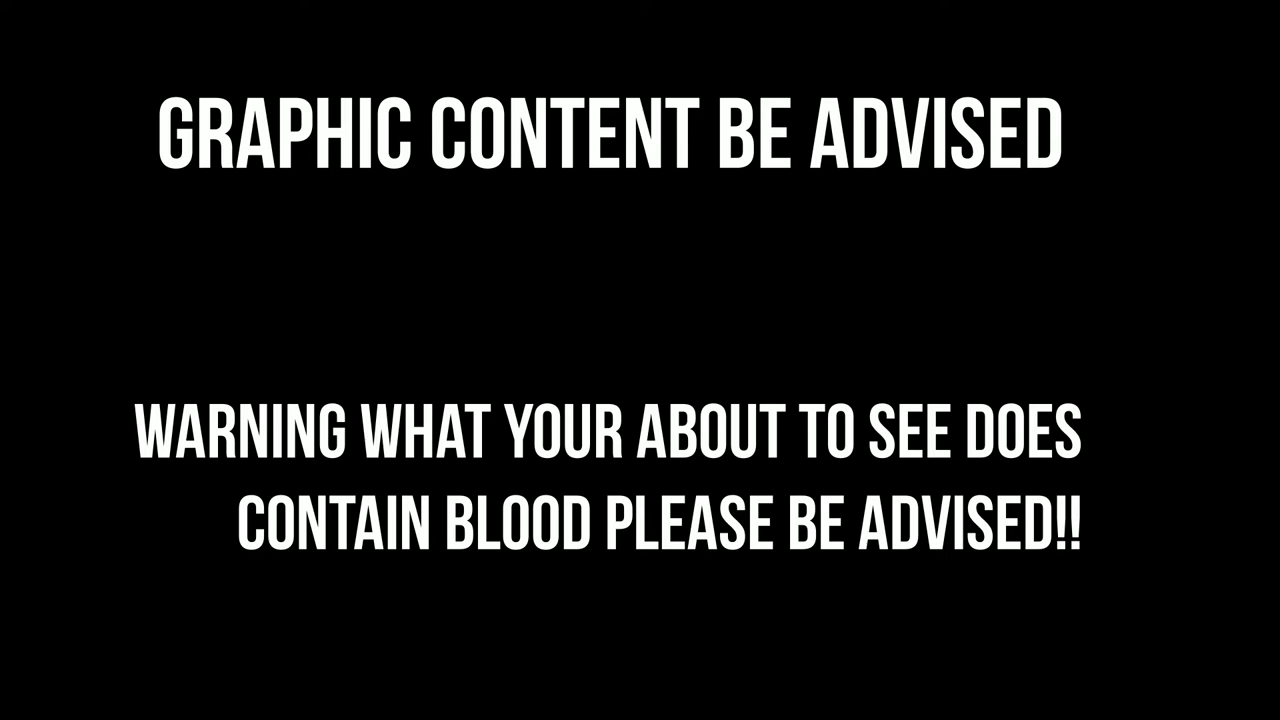 GRAPHIC CONTENT BE ADVISED
WARNING WHAT YOUR ABOUT TO SEE DOES
CONTAIN BLOOD PLEASE BE ADVISED!!